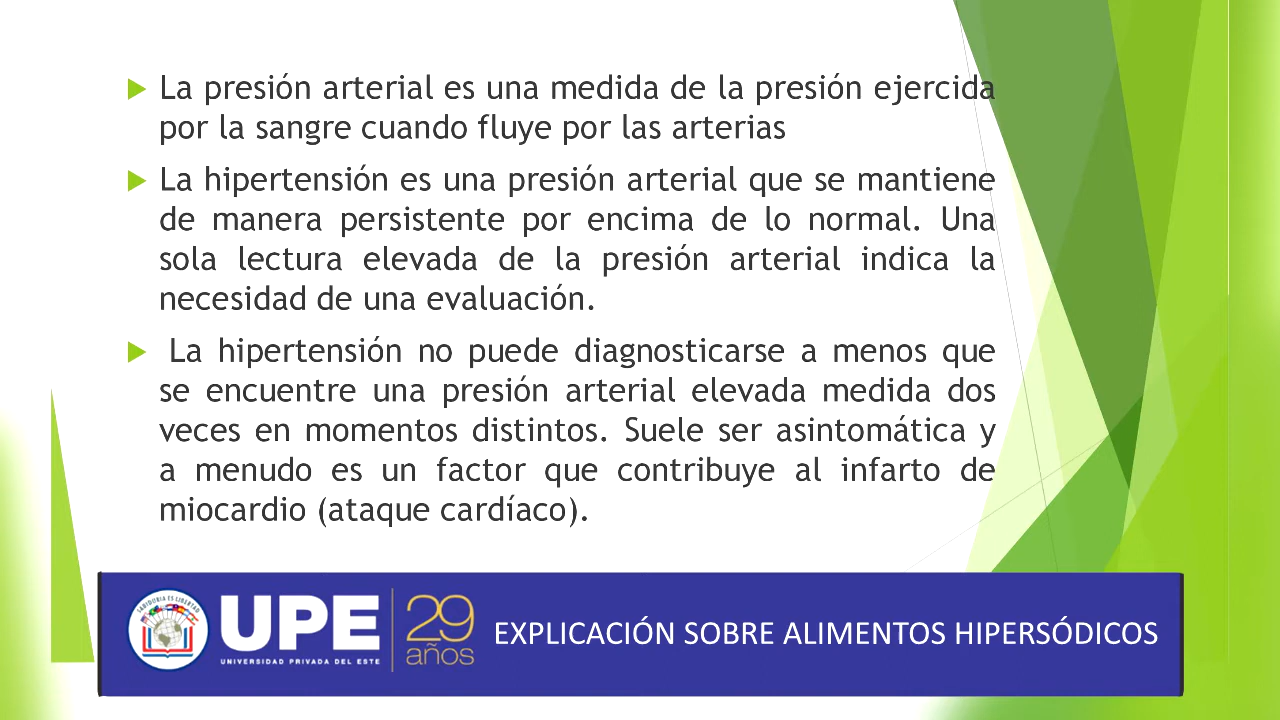 La presión arterial es una medida de la presión ejercida
por la sangre cuando fluye por las arterias
La hipertensión es una presión arterial que se mantiene
de manera persistente por encima de lo normal. Una
sola lectura elevada de la presión arterial indica la
necesidad de una evaluación.
La hipertensión no puede diagnosticarse a menos que
se encuentre una presión arterial elevada medida dos
veces en momentos distintos. Suele ser asintomática y
a menudo es un factor que contribuye al infarto de
miocardio (ataque cardíaco).
SABIDURIA ES LIBERTAD
UPE
UNIVERSIDAD PRIVADA DEL ESTE
29
años
EXPLICACIÓN SOBRE ALIMENTOS HIPERSÓDICOS